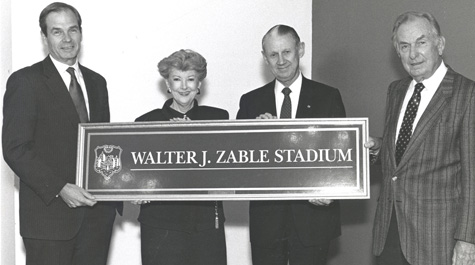 WALTER J. ZABLE STADIUM